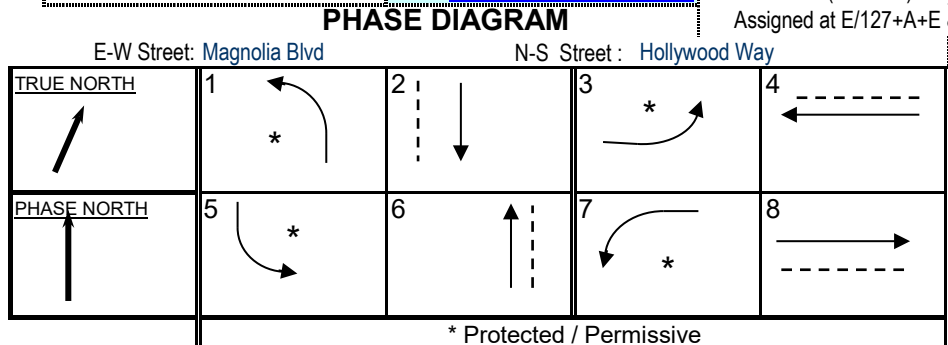 PHASE DIAGRAM
Assigned at E/127+A+E
E-W Street: Magnolia Blvd
N-S Street : Hollywood Way
TRUE NORTH
1
*
2
3
*
4
PHASE NORTH
5
*
6
7
*
8
* Protected / Permissive